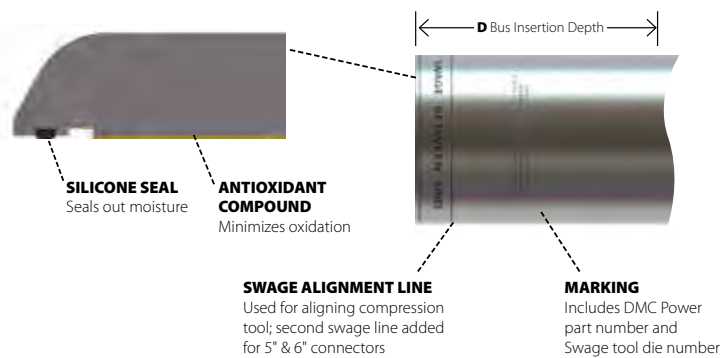 D Bus Insertion Depth
SWAGE BETWEEN
SILICONE SEAL
Seals out moisture
ANTIOXIDANT
COMPOUND
Minimizes oxidation
SWAGE ALIGNMENT LINE
Used for aligning compression
tool; second swage line added
for 5" & 6" connectors
MARKING
Includes DMC Power
part number and
Swage tool die number